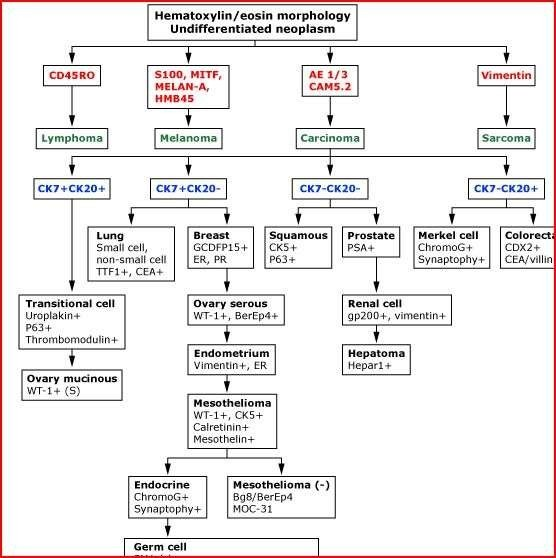 Hematoxylin/eosin morphology
Undifferentiated neoplasm
CD45RO
S100, MITF,
MELAN-A,
HMB45
AE 1/3
CAM5.2
Vimentin
Lymphoma
Melanoma
Carcinoma
Sarcoma
CK7+CK20+
CK7+CK20-
CK7-CK20-
CK7-CK20+
Lung
Small cell,
non-small cell
TTF1+, CEA+
Breast
GCDFP15+
ER, PR
Squamous
CK5+
P63+
Prostate
PSA+
Merkel cell
ChromoG+
Synaptophy+
Colorecta
CDX2+
CEA/villin
Transitional cell
Uroplakin+
P63+
Thrombomodulin+
Ovary serous
WT-1+, BerEp4+
Renal cell
gp200+, vimentin+
Endometrium
Vimentin+, ER
Hepatoma
Hepar1+
Ovary mucinous
WT-1+ (S)
Mesothelioma
WT-1+, CK5+
Calretinin+
Mesothelin+
Endocrine
ChromoG+
Synaptophy+
Mesothelioma (-)
Bg8/BerEp4
MOC-31
Germ cell